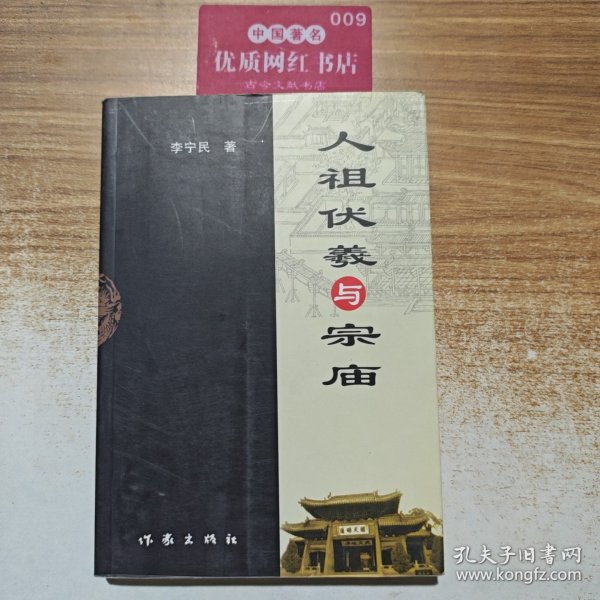 009
中国著名
优质网红书店
古今文献书店
李宁民 著
人祖伏羲与宗庙
作家出版社
孔夫子旧书网
www.kongfz.com